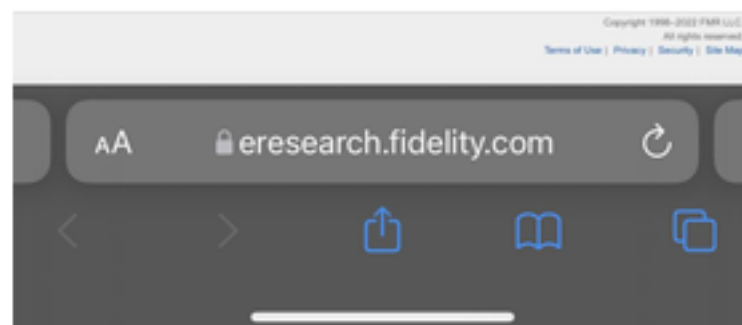 Copyright 1998-2022 FMR LLC.
All rights reserved.
Terms of Use | Privacy | Security | Site Map
AA eresearch.fidelity.com